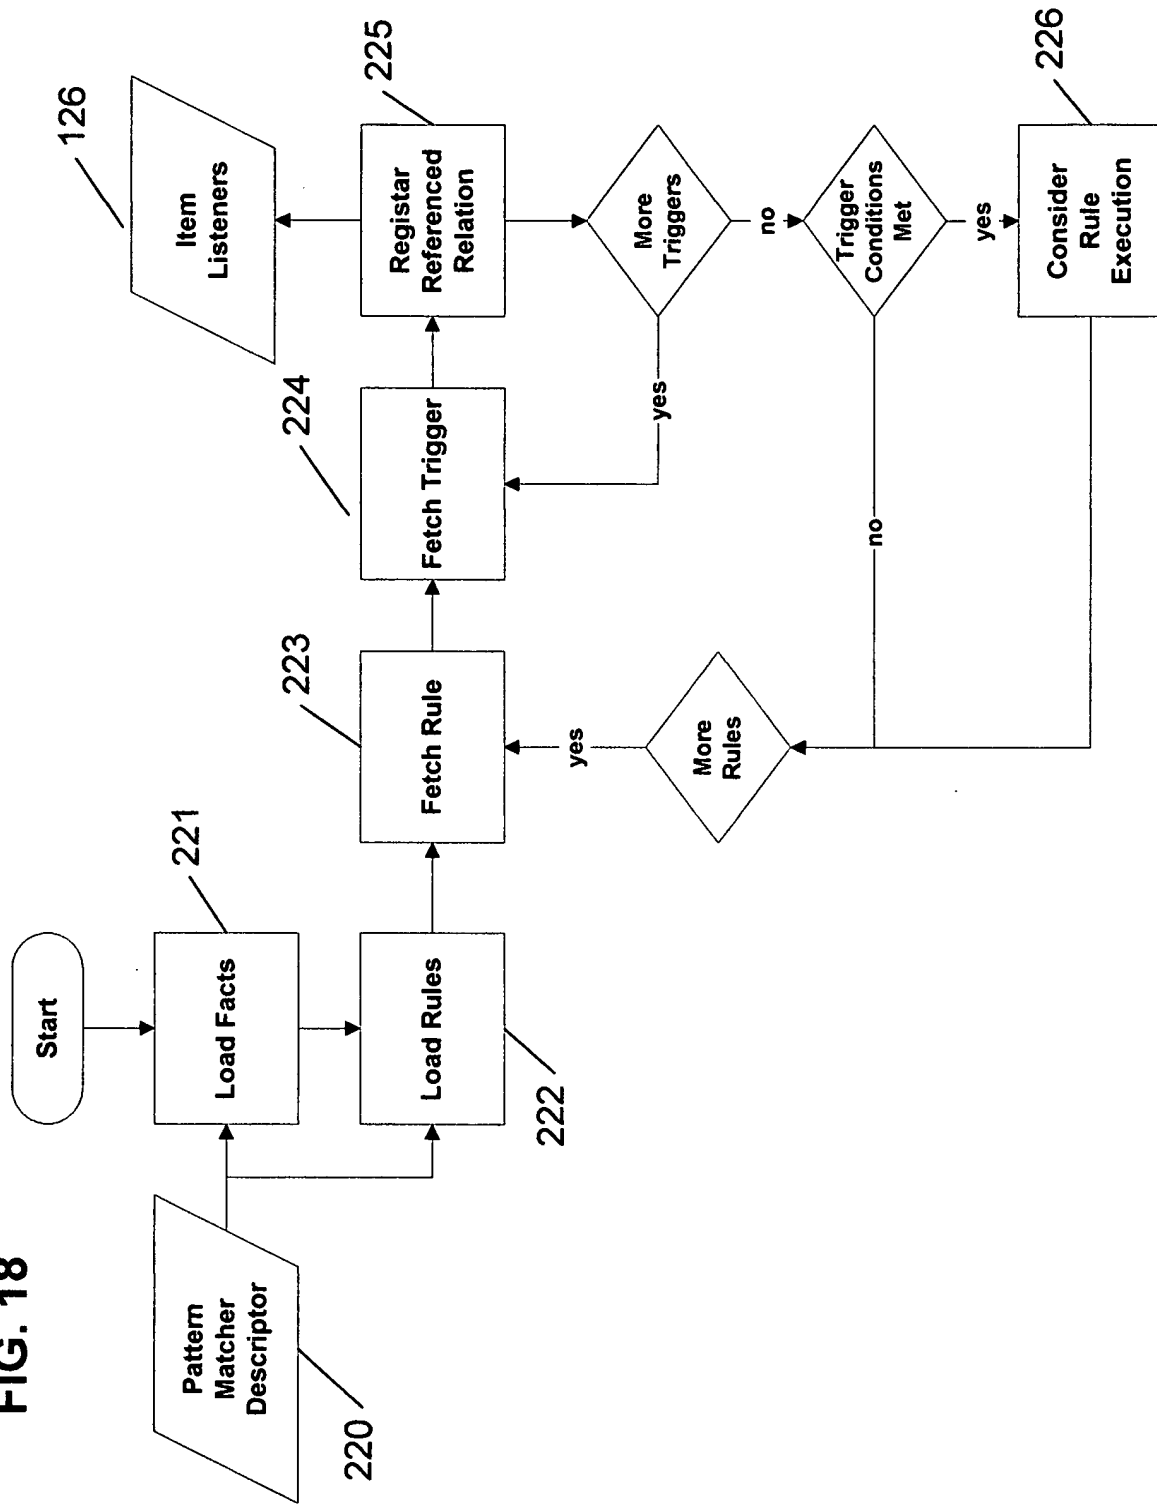 FIG. 18
Start
Pattern
Matcher
Descriptor
220
Load Facts
221
Load Rules
222
Fetch Rule
223
Fetch Trigger
224
Registar
Referenced
Relation
225
Item
Listeners
126
More
Triggers
yes
no
Trigger
Conditions
Met
no
yes
More
Rules
yes
Consider
Rule
Execution
226